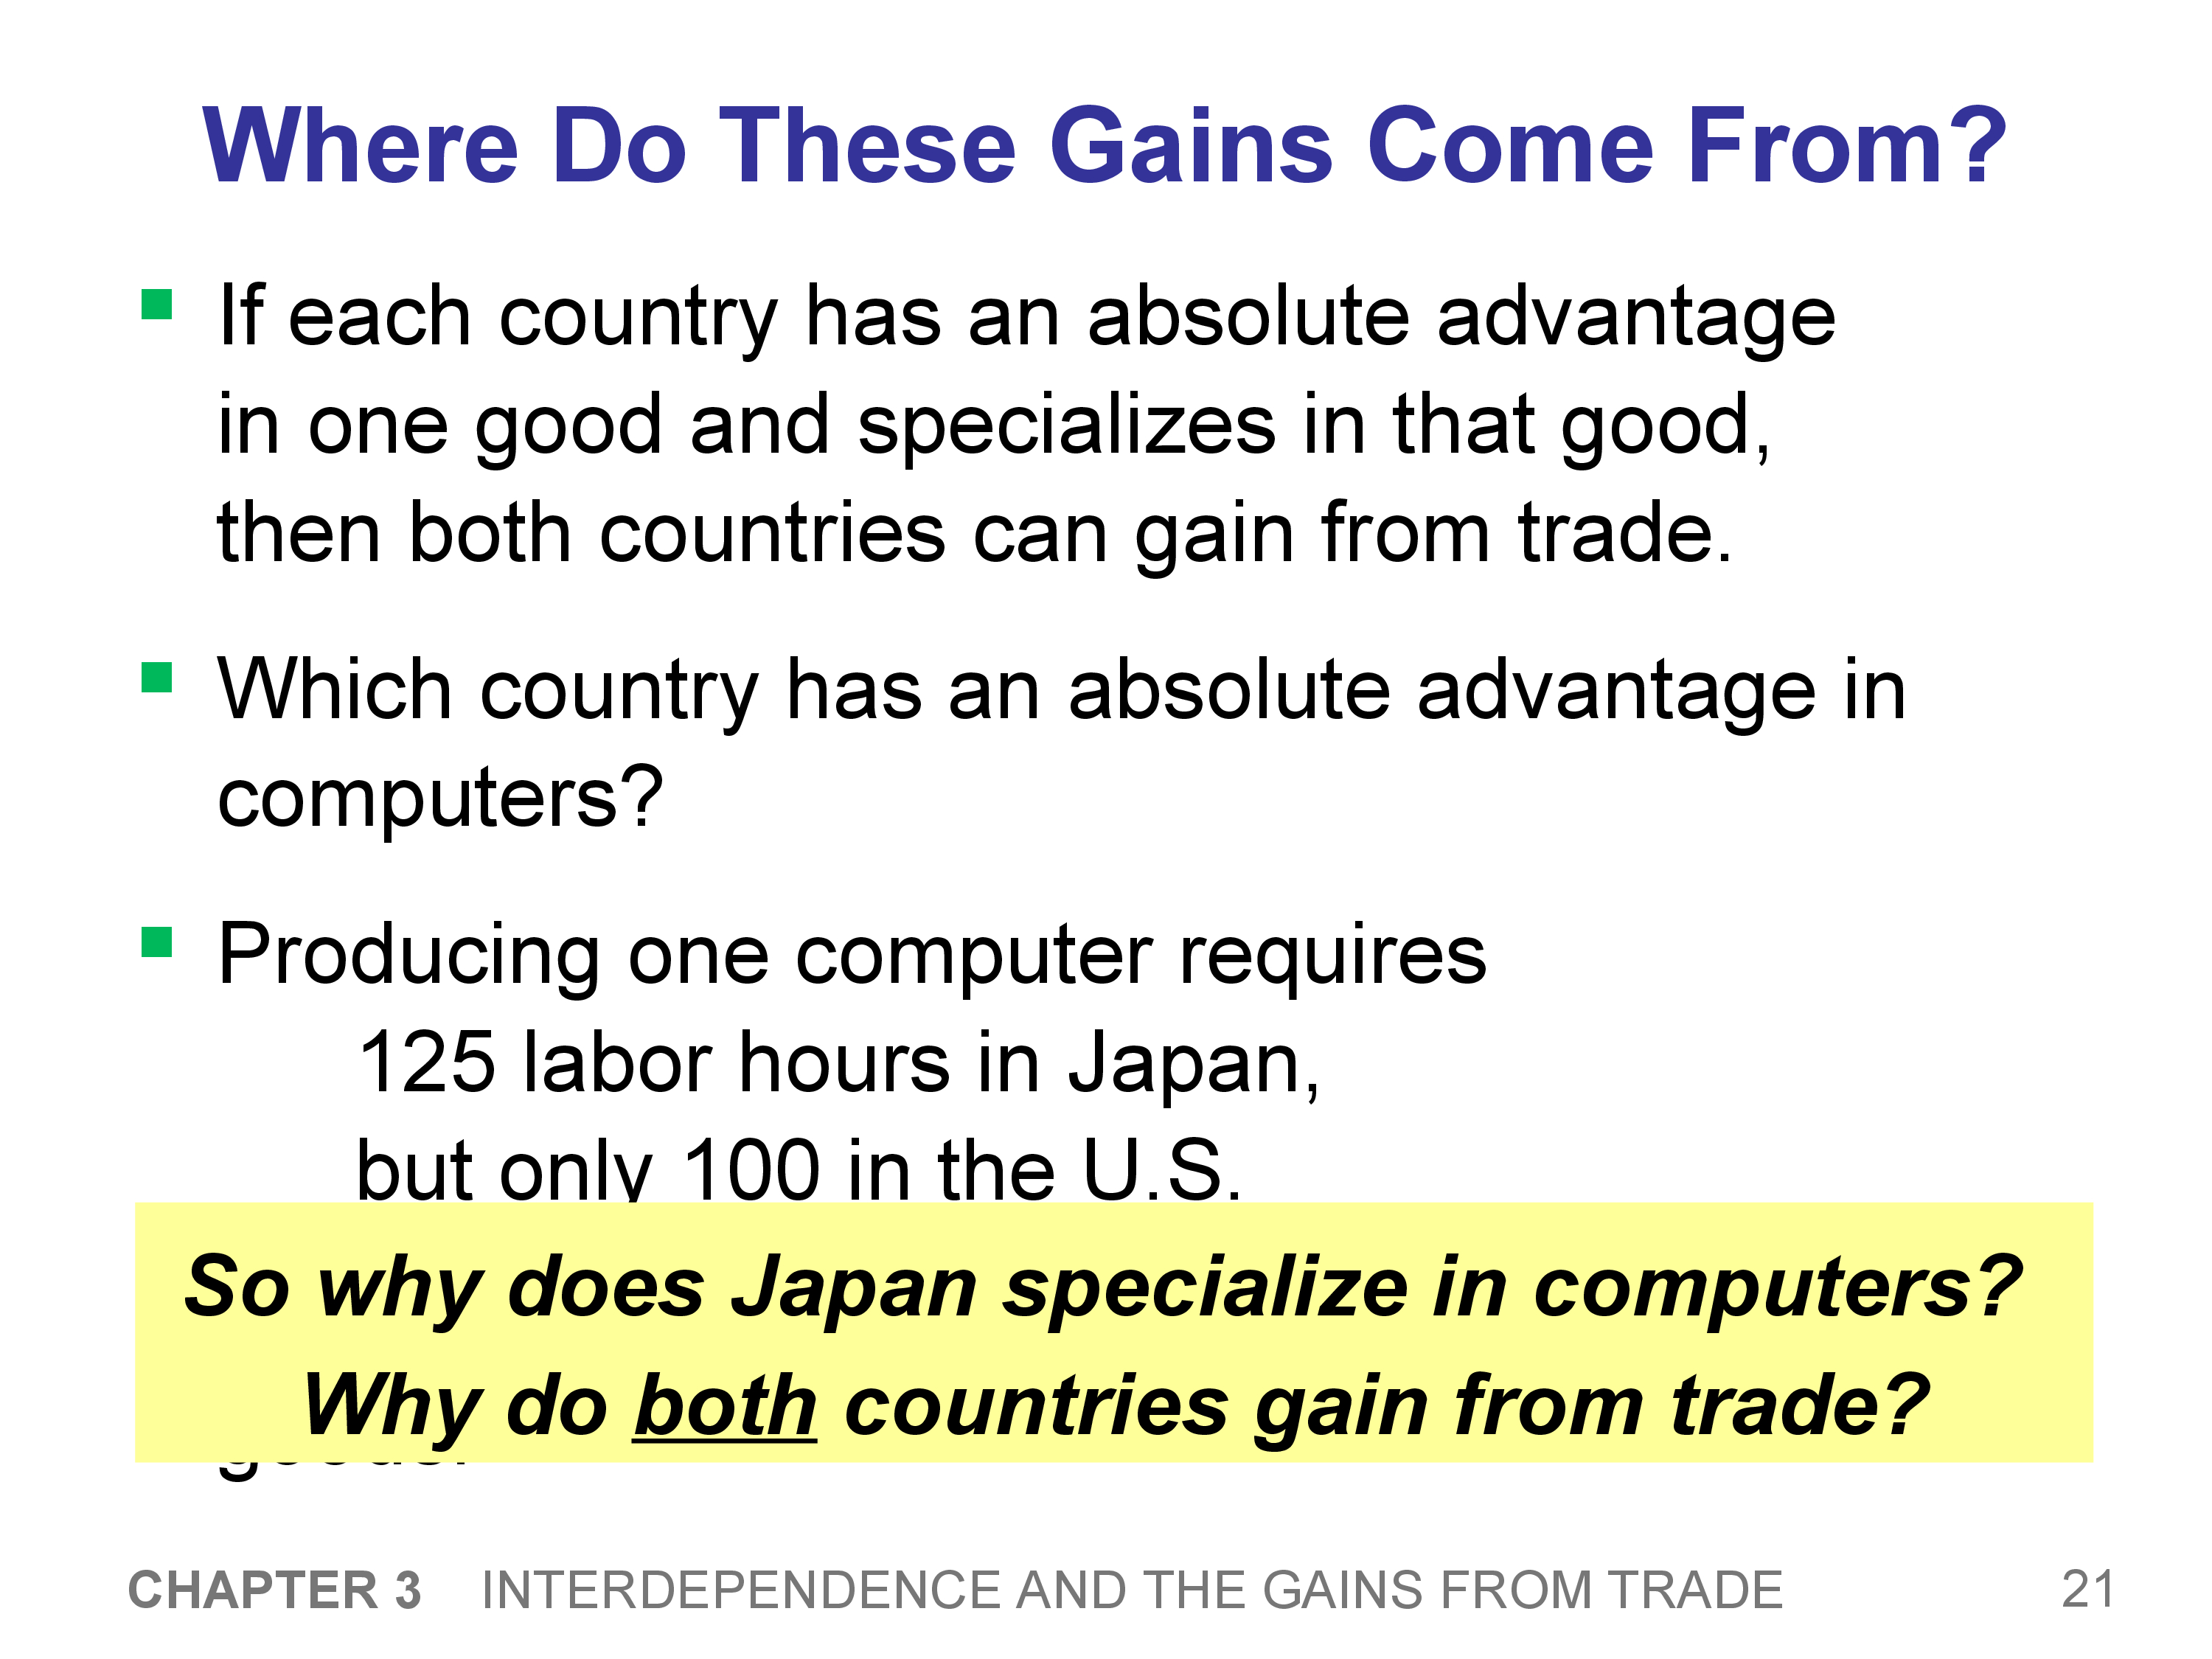 Where Do These Gains Come From?
If each country has an absolute advantage
in one good and specializes in that good,
then both countries can gain from trade.
Which country has an absolute advantage in
computers?
Producing one computer requires
125 labor hours in Japan,
but only 100 in the U.S.
So why does Japan specialize in computers?
Why do both countries gain from trade?
CHAPTER 3 INTERDEPENDENCE AND THE GAINS FROM TRADE 21